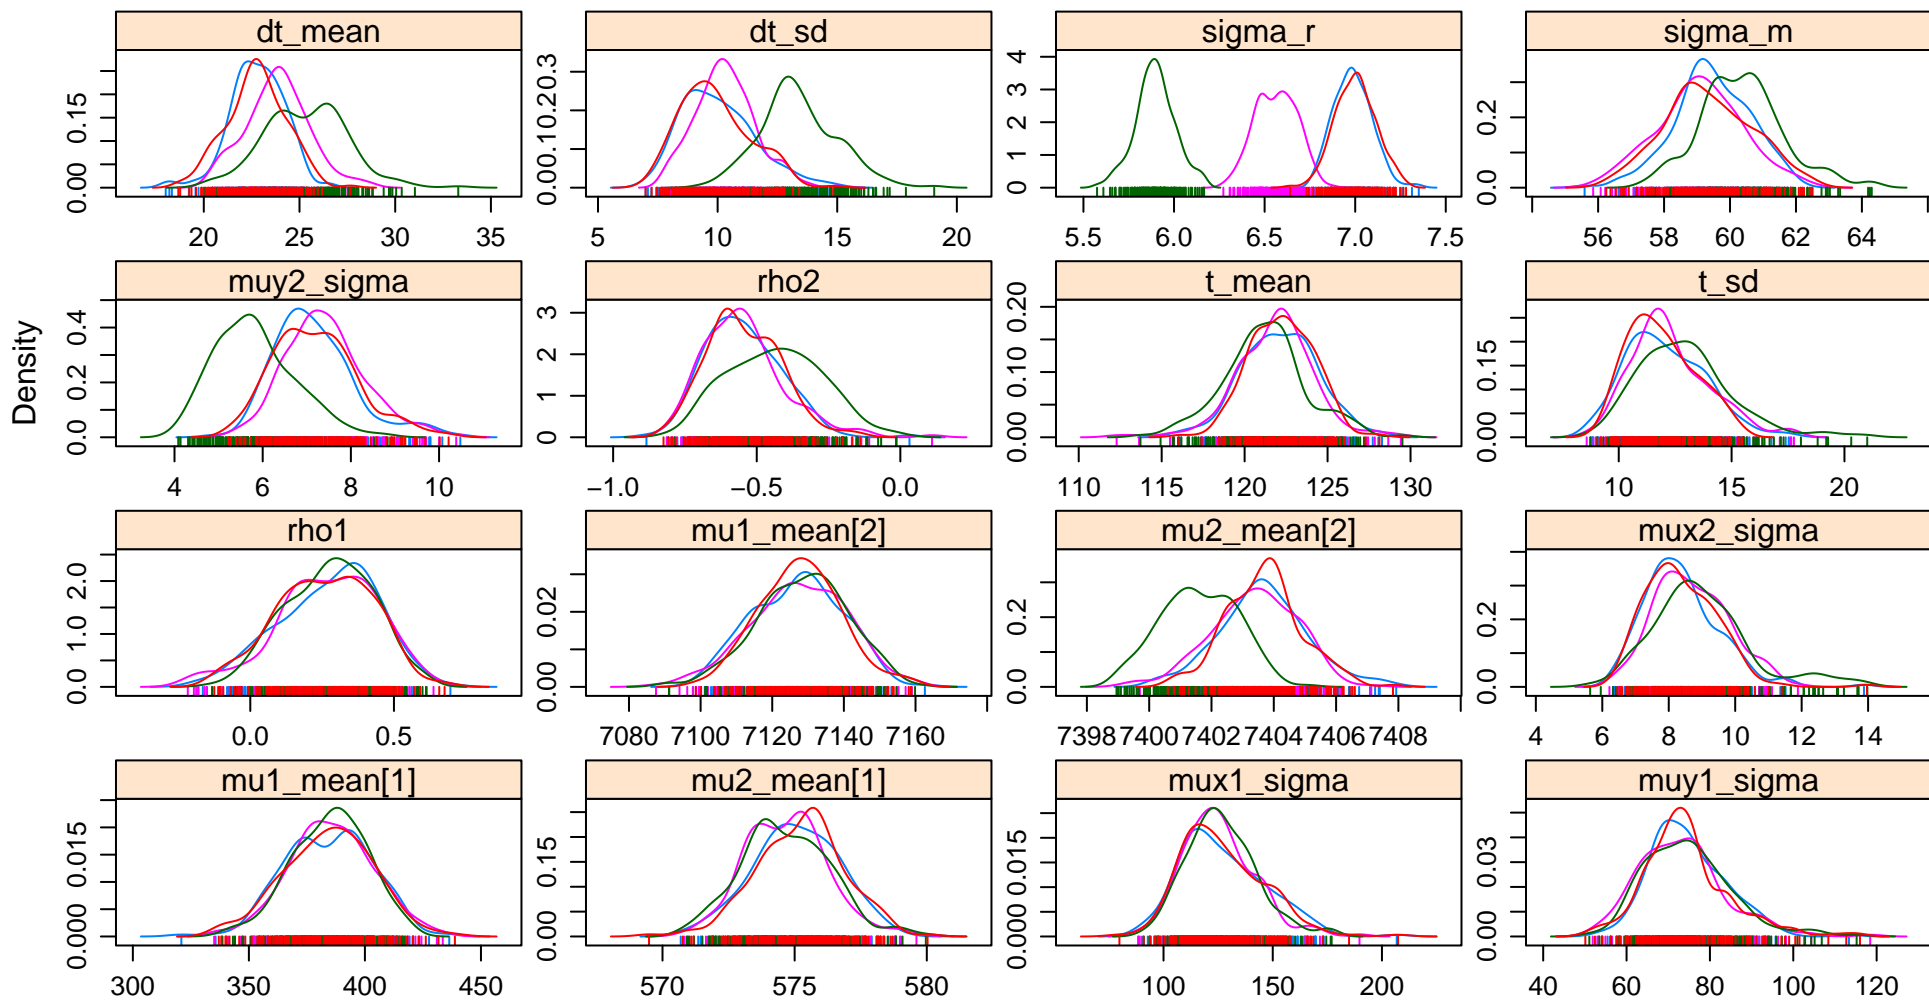 dt_mean dt_sd sigma_r sigma_m
0.00 0.15
20 25 30 35
0.00 0.1 0.2 0.3
5 10 15 20
0 1 2 3 4
5.5 6.0 6.5 7.0 7.5
0.0 0.2
56 58 60 62 64
muy2_sigma rho2 t_mean t_sd
0.0 0.2 0.4
4 6 8 10
0 1 2 3
−1.0 −0.5 0.0
0.00 0.10 0.20
110 115 120 125 130
0.00 0.15
10 15 20
Density
rho1 mu1_mean[2] mu2_mean[2] mux2_sigma
0.0 1.0 2.0
0.0 0.5
0.00 0.02
7080 7100 7120 7140 7160
0.0 0.2
7398 7400 7402 7404 7406 7408
0.0 0.2
4 6 8 10 12 14
mu1_mean[1] mu2_mean[1] mux1_sigma muy1_sigma
0.000 0.015
300 350 400 450
0.00 0.15
570 575 580
0.000 0.015
100 150 200
0.00 0.03
40 60 80 100 120